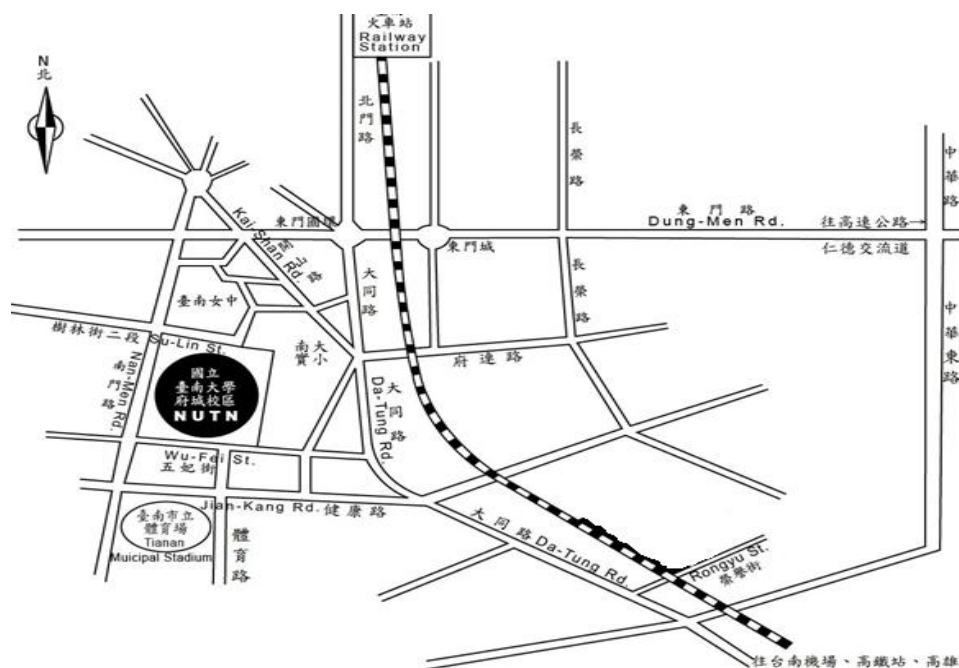 火車站
Railway
Station
N
北
北門路
長榮路
中華路
東門路
Dung-Men Rd.
往高速公路→
仁德交流道
東門圓環
東門城
Kai-Shan Rd.
開山路
大同路
長榮路
中華東路
臺南女中
樹林街二段
Su-Lin St.
南大
實小
府連路
南門路
Nan-Men Rd.
國立
臺南大學
府城校區
NUTN
大同路
Da-Tung Rd.
Wu-Fei St.
五妃街
Jian-Kang Rd. 健康路
臺南市立
體育場
Tianan
Muicipal Stadium
體育路
大同路 Da-Tung Rd.
Rongyu St.
榮譽街
往台南機場、高鐵站、高雄